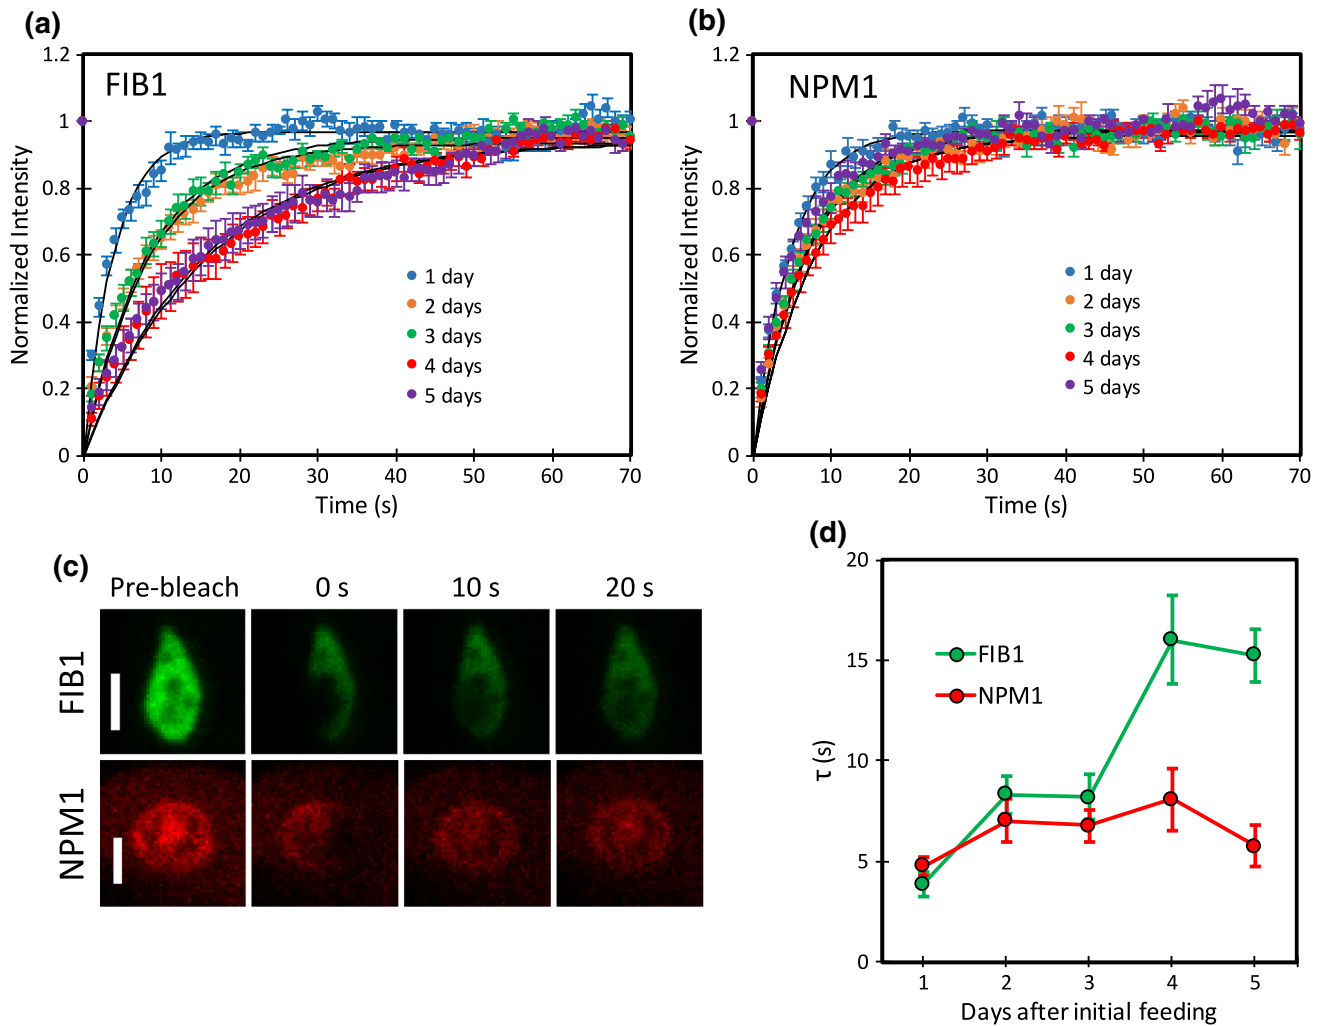 (a)
FIB1
1.2
1
0.8
0.6
0.4
0.2
0
Normalized Intensity
1 day
2 days
3 days
4 days
5 days
0 10 20 30 40 50 60 70
Time (s)
(b)
NPM1
1.2
1
0.8
0.6
0.4
0.2
0
Normalized Intensity
1 day
2 days
3 days
4 days
5 days
0 10 20 30 40 50 60 70
Time (s)
(c)
Pre-bleach 0 s 10 s 20 s
FIB1
NPM1
(d)
20
15
10
5
0
τ (s)
FIB1
NPM1
1 2 3 4 5
Days after initial feeding